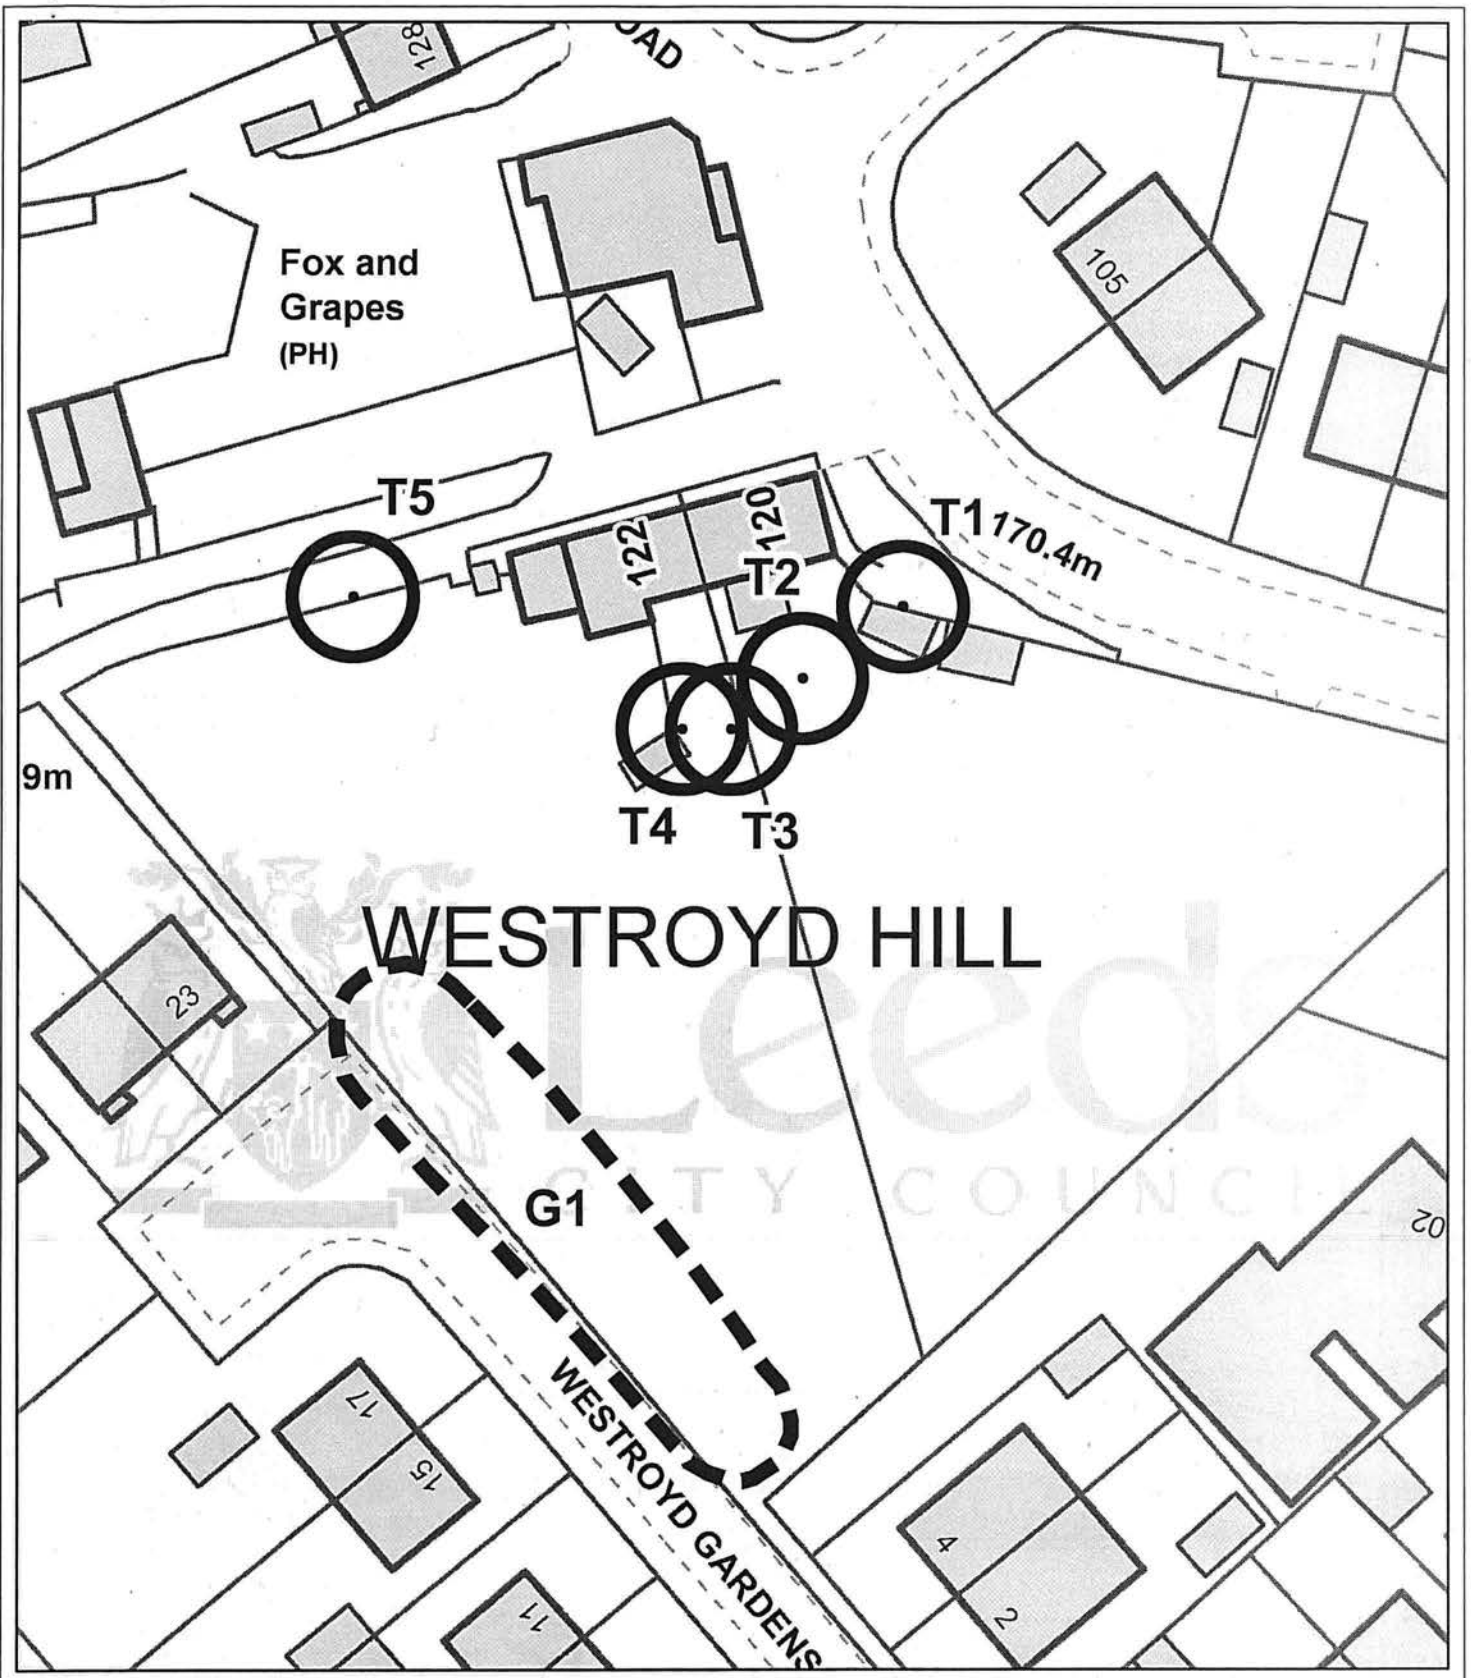 128
OAD
Fox and
Grapes
(PH)
105
T5
122
120
T1
170.4m
T2
9m
T4
T3
WESTROYD HILL
Leeds
CITY COUNCIL
23
G1
02
17
15
WESTROYD GARDENS
4
2
11